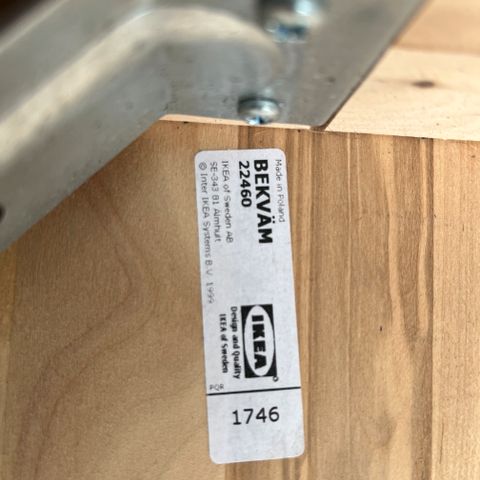 Made in Poland
BEKVÄM
22460
IKEA of Sweden AB
SE-343 81 Älmhult
© Inter IKEA Systems B.V. 1999
IKEA
Design and Quality
IKEA of Sweden
PQR
1746